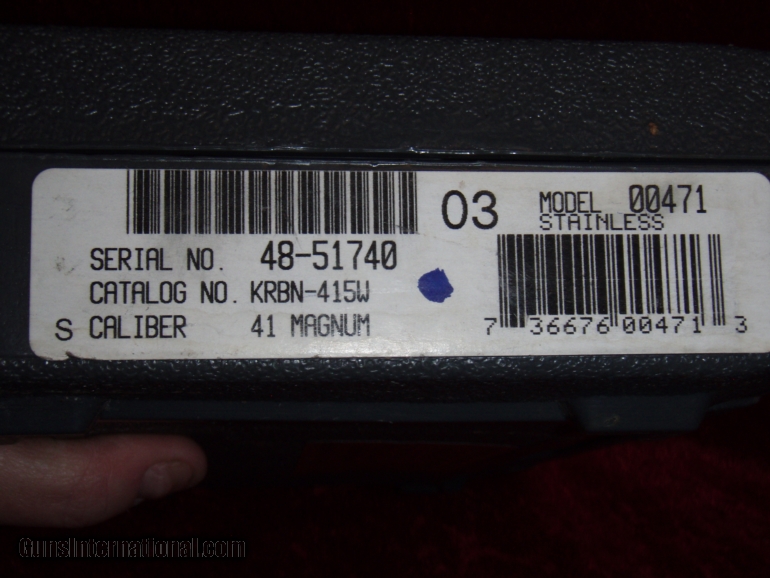 03 MODEL 00471
STAINLESS
SERIAL NO. 48-51740
CATALOG NO. KRBN-415W
S CALIBER 41 MAGNUM
7 36676 00471 3
GunsInternational.com